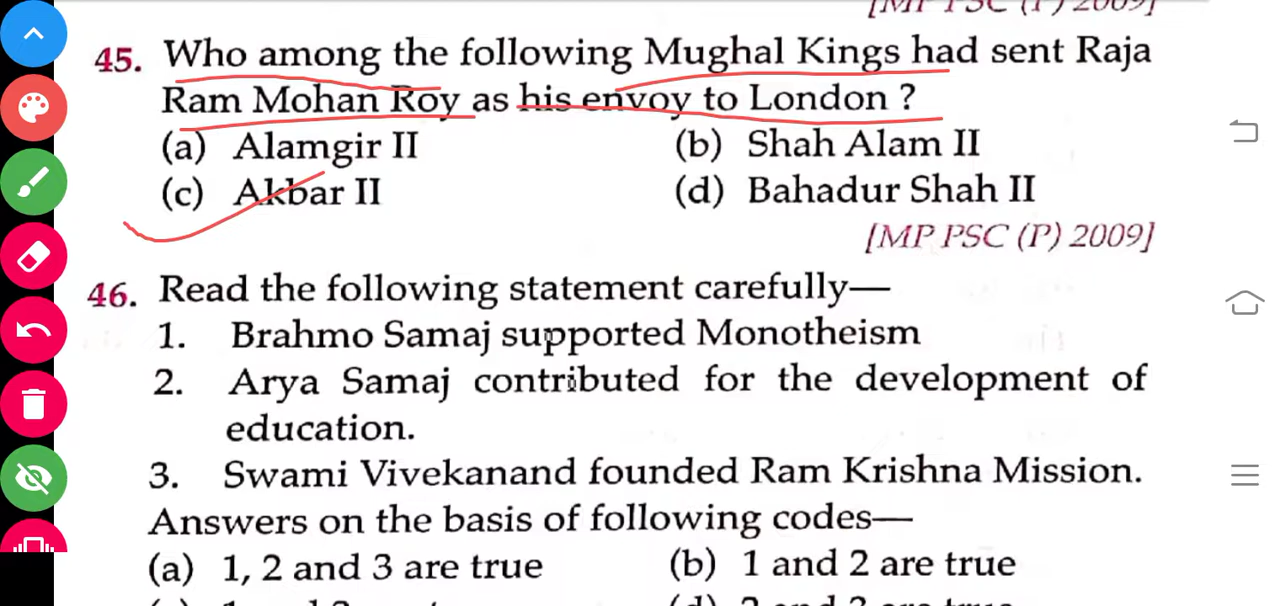 [MP PSC (P) 2009]
45. Who among the following Mughal Kings had sent Raja
Ram Mohan Roy as his envoy to London ?
(a) Alamgir II (b) Shah Alam II
(c) Akbar II (d) Bahadur Shah II
[MP PSC (P) 2009]
46. Read the following statement carefully—
1. Brahmo Samaj supported Monotheism
2. Arya Samaj contributed for the development of
education.
3. Swami Vivekanand founded Ram Krishna Mission.
Answers on the basis of following codes—
(a) 1, 2 and 3 are true (b) 1 and 2 are true